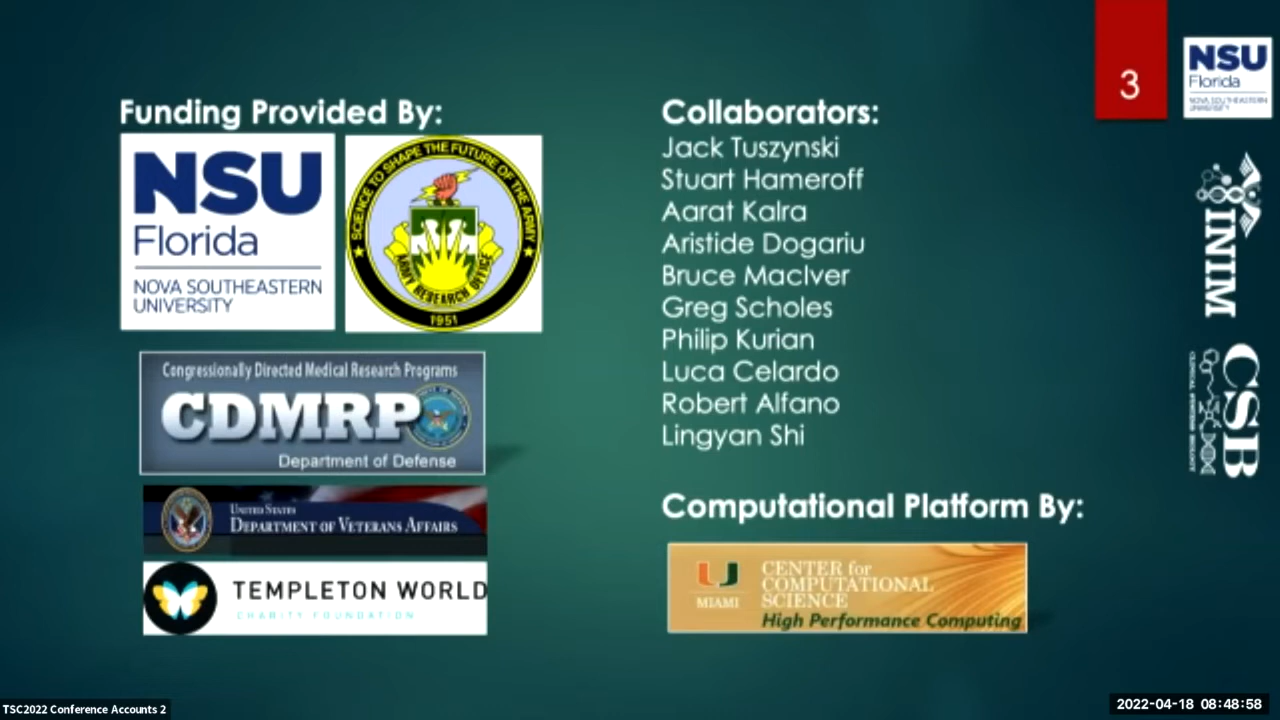 Funding Provided By:
NSU
Florida
NOVA SOUTHEASTERN
UNIVERSITY
SCIENCE TO SHAPE THE FUTURE OF THE ARMY
ARMY RESEARCH OFFICE
1951
Congressionally Directed Medical Research Programs
CDMRP
Department of Defense
UNITED STATES
DEPARTMENT OF VETERANS AFFAIRS
TEMPLETON WORLD
CHARITY FOUNDATION
Collaborators:
Jack Tuszynski
Stuart Hameroff
Aarat Kalra
Aristide Dogariu
Bruce MacIver
Greg Scholes
Philip Kurian
Luca Celardo
Robert Alfano
Lingyan Shi
Computational Platform By:
U
MIAMI
CENTER for
COMPUTATIONAL
SCIENCE
High Performance Computing
3
NSU
Florida
NOVA SOUTHEASTERN
UNIVERSITY
INIM
CSB
CLINICAL SYSTEMS BIOLOGY
TSC2022 Conference Accounts 2
2022-04-18 08:48:58